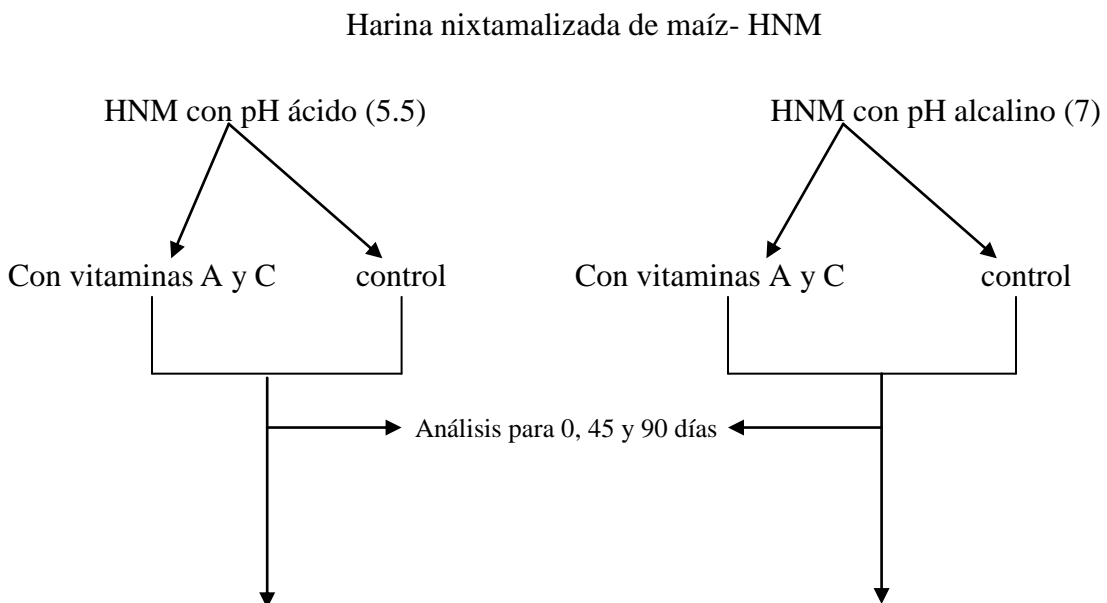 Harina nixtamalizada de maíz- HNM
HNM con pH ácido (5.5)
HNM con pH alcalino (7)
Con vitaminas A y C
control
Con vitaminas A y C
control
Análisis para 0, 45 y 90 días